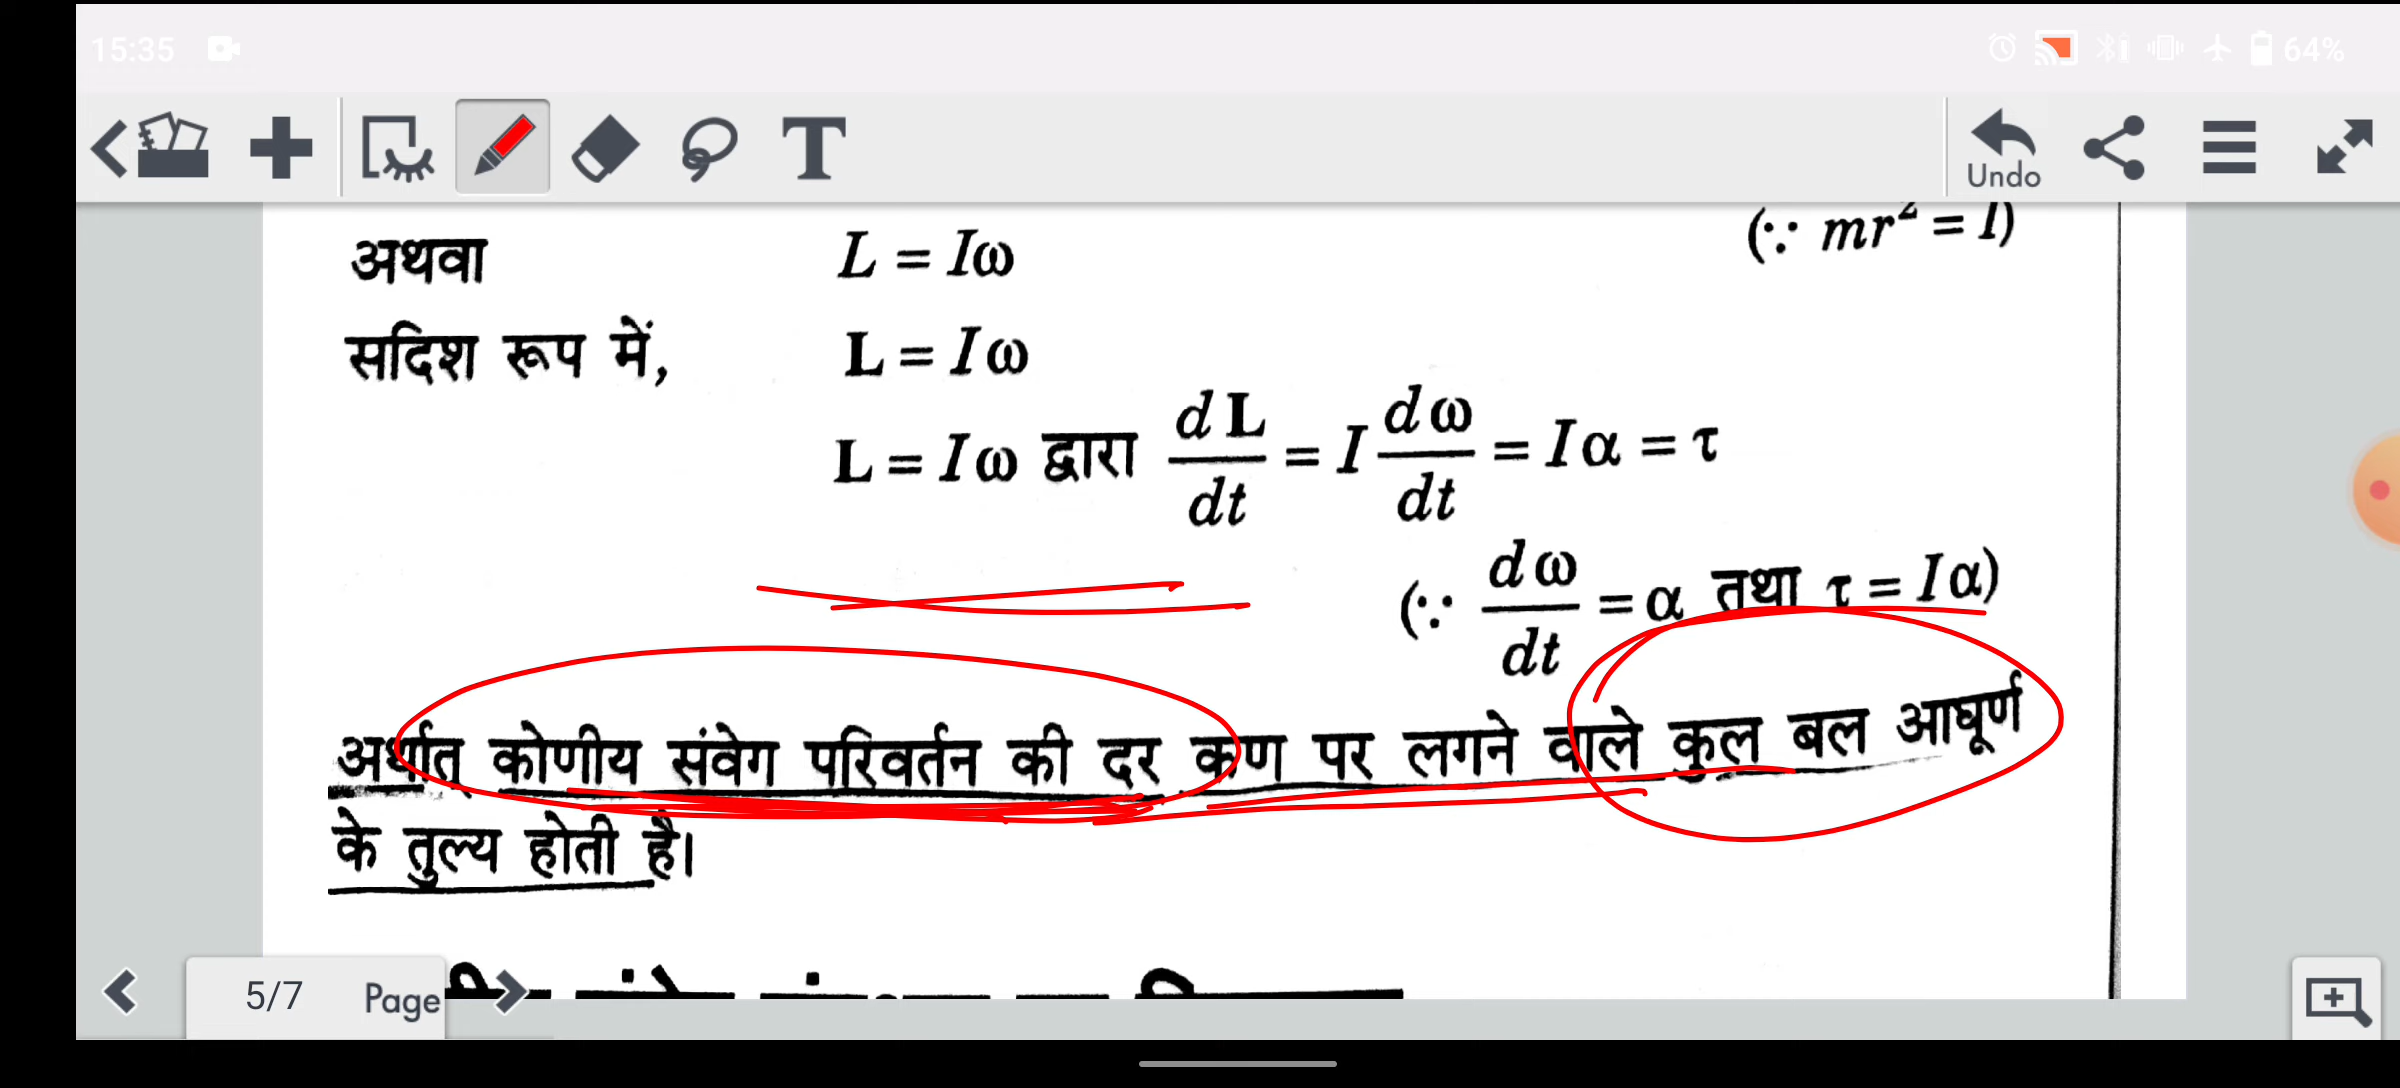 15:35 64%
Undo
(∵ mr² = I)
अथवा L = Iω
सदिश रूप में, L = Iω
L = Iω द्वारा dL/dt = I dω/dt = Iα = τ
(∵ dω/dt = α तथा τ = Iα)
अर्थात् कोणीय संवेग परिवर्तन की दर कण पर लगने वाले कुल बल आघूर्ण
के तुल्य होती है।
5/7 Page